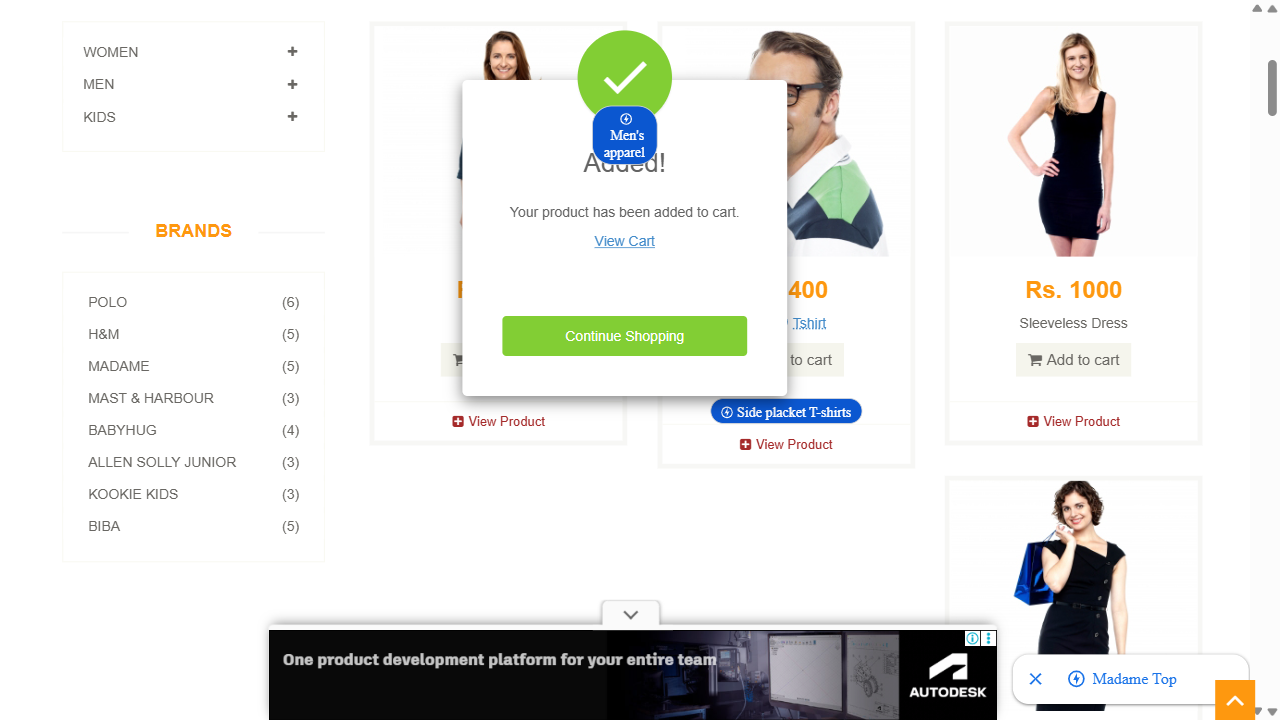 WOMEN
MEN
KIDS
BRANDS
POLO (6)
H&M (5)
MADAME (5)
MAST & HARBOUR (3)
BABYHUG (4)
ALLEN SOLLY JUNIOR (3)
KOOKIE KIDS (3)
BIBA (5)
Men's
apparel
Added!
Your product has been added to cart.
View Cart
Continue Shopping
View Product
400
Tshirt
to cart
Side placket T-shirts
View Product
Rs. 1000
Sleeveless Dress
Add to cart
View Product
One product development platform for your entire team
AUTODESK
Madame Top